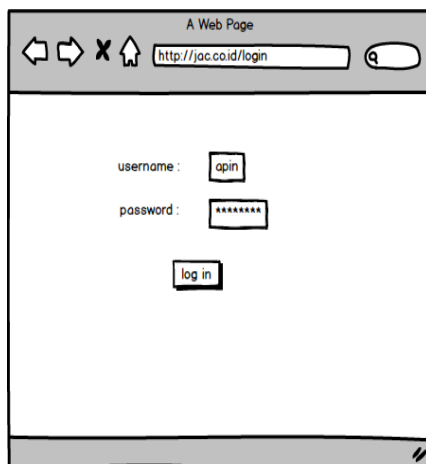 A Web Page
http://jac.co.id/login
username : apin
password : ********
log in